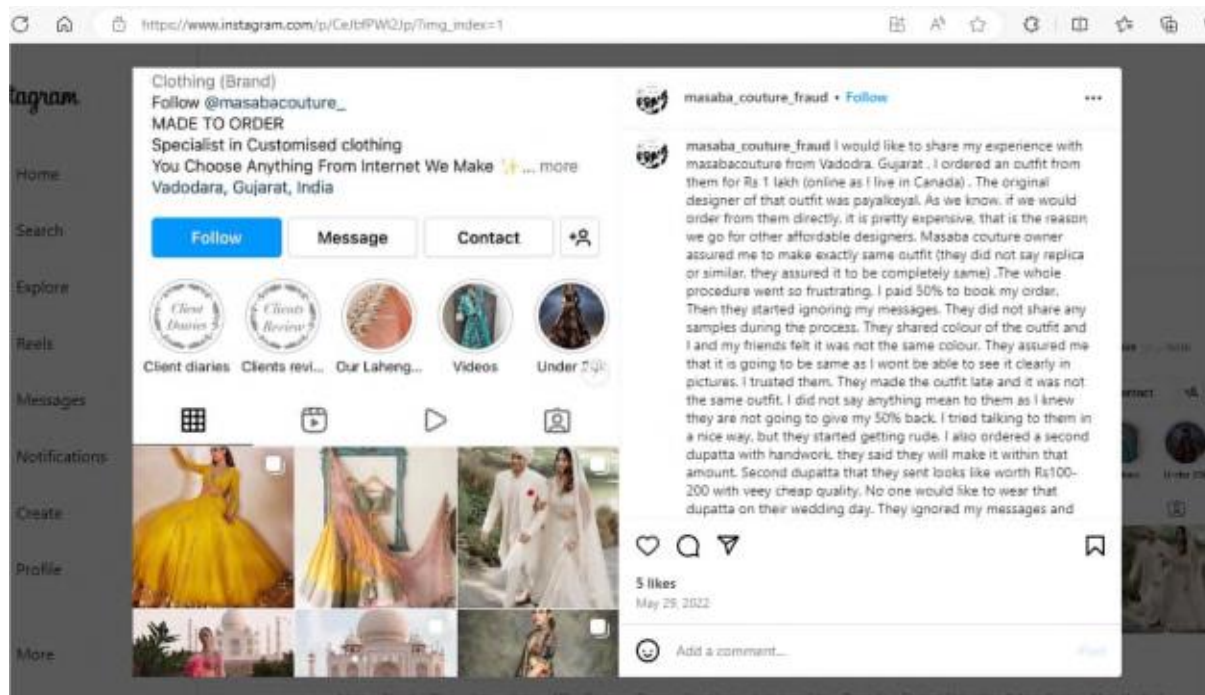 https://www.instagram.com/p/CeJbfPWi2Jp/?img_index=1
tagram
Home
Search
Explore
Reels
Messages
Notifications
Create
Profile
More
Clothing (Brand)
Follow @masabacouture_
MADE TO ORDER
Specialist in Customised clothing
You Choose Anything From Internet We Make ✨... more
Vadodara, Gujarat, India
Follow
Message
Contact
Client Diaries
Clients Review
Client diaries
Clients revi...
Our Laheng...
Videos
Under
masaba_couture_fraud • Follow
masaba_couture_fraud I would like to share my experience with
masabacouture from Vadodra, Gujarat . I ordered an outfit from
them for Rs 1 lakh (online as I live in Canada) . The original
designer of that outfit was payalkeyal. As we know, if we would
order from them directly, it is pretty expensive, that is the reason
we go for other affordable designers. Masaba couture owner
assured me to make exactly same outfit (they did not say replica
or similar, they assured it to be completely same) .The whole
procedure went so frustrating. I paid 50% to book my order.
Then they started ignoring my messages. They did not share any
samples during the process. They shared colour of the outfit and
I and my friends felt it was not the same colour. They assured me
that it is going to be same as I wont be able to see it clearly in
pictures. I trusted them. They made the outfit late and it was not
the same outfit. I did not say anything mean to them as I knew
they are not going to give my 50% back. I tried talking to them in
a nice way, but they started getting rude. I also ordered a second
dupatta with handwork, they said they will make it within that
amount. Second dupatta that they sent looks like worth Rs100-
200 with veey cheap quality. No one would like to wear that
dupatta on their wedding day. They ignored my messages and
5 likes
May 29, 2022
Add a comment...
Post